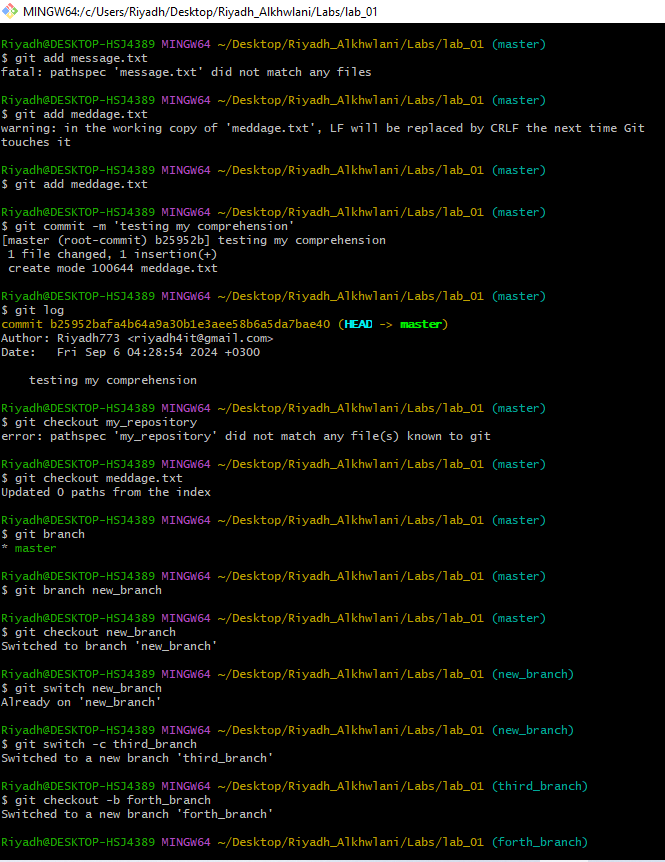 MINGW64:/c/Users/Riyadh/Desktop/Riyadh_Alkhwlani/Labs/lab_01
Riyadh@DESKTOP-HSJ4389 MINGW64 ~/Desktop/Riyadh_Alkhwlani/Labs/lab_01 (master)
$ git add message.txt
fatal: pathspec 'message.txt' did not match any files
Riyadh@DESKTOP-HSJ4389 MINGW64 ~/Desktop/Riyadh_Alkhwlani/Labs/lab_01 (master)
$ git add meddage.txt
warning: in the working copy of 'meddage.txt', LF will be replaced by CRLF the next time Git
touches it
Riyadh@DESKTOP-HSJ4389 MINGW64 ~/Desktop/Riyadh_Alkhwlani/Labs/lab_01 (master)
$ git add meddage.txt
Riyadh@DESKTOP-HSJ4389 MINGW64 ~/Desktop/Riyadh_Alkhwlani/Labs/lab_01 (master)
$ git commit -m 'testing my comprehension'
[master (root-commit) b25952b] testing my comprehension
 1 file changed, 1 insertion(+)
 create mode 100644 meddage.txt
Riyadh@DESKTOP-HSJ4389 MINGW64 ~/Desktop/Riyadh_Alkhwlani/Labs/lab_01 (master)
$ git log
commit b25952bafa4b64a9a30b1e3aee58b6a5da7bae40 (HEAD -> master)
Author: Riyadh773 <riyadh4it@gmail.com>
Date:   Fri Sep 6 04:28:54 2024 +0300
    testing my comprehension
Riyadh@DESKTOP-HSJ4389 MINGW64 ~/Desktop/Riyadh_Alkhwlani/Labs/lab_01 (master)
$ git checkout my_repository
error: pathspec 'my_repository' did not match any file(s) known to git
Riyadh@DESKTOP-HSJ4389 MINGW64 ~/Desktop/Riyadh_Alkhwlani/Labs/lab_01 (master)
$ git checkout meddage.txt
Updated 0 paths from the index
Riyadh@DESKTOP-HSJ4389 MINGW64 ~/Desktop/Riyadh_Alkhwlani/Labs/lab_01 (master)
$ git branch
* master
Riyadh@DESKTOP-HSJ4389 MINGW64 ~/Desktop/Riyadh_Alkhwlani/Labs/lab_01 (master)
$ git branch new_branch
Riyadh@DESKTOP-HSJ4389 MINGW64 ~/Desktop/Riyadh_Alkhwlani/Labs/lab_01 (master)
$ git checkout new_branch
Switched to branch 'new_branch'
Riyadh@DESKTOP-HSJ4389 MINGW64 ~/Desktop/Riyadh_Alkhwlani/Labs/lab_01 (new_branch)
$ git switch new_branch
Already on 'new_branch'
Riyadh@DESKTOP-HSJ4389 MINGW64 ~/Desktop/Riyadh_Alkhwlani/Labs/lab_01 (new_branch)
$ git switch -c third_branch
Switched to a new branch 'third_branch'
Riyadh@DESKTOP-HSJ4389 MINGW64 ~/Desktop/Riyadh_Alkhwlani/Labs/lab_01 (third_branch)
$ git checkout -b forth_branch
Switched to a new branch 'forth_branch'
Riyadh@DESKTOP-HSJ4389 MINGW64 ~/Desktop/Riyadh_Alkhwlani/Labs/lab_01 (forth_branch)